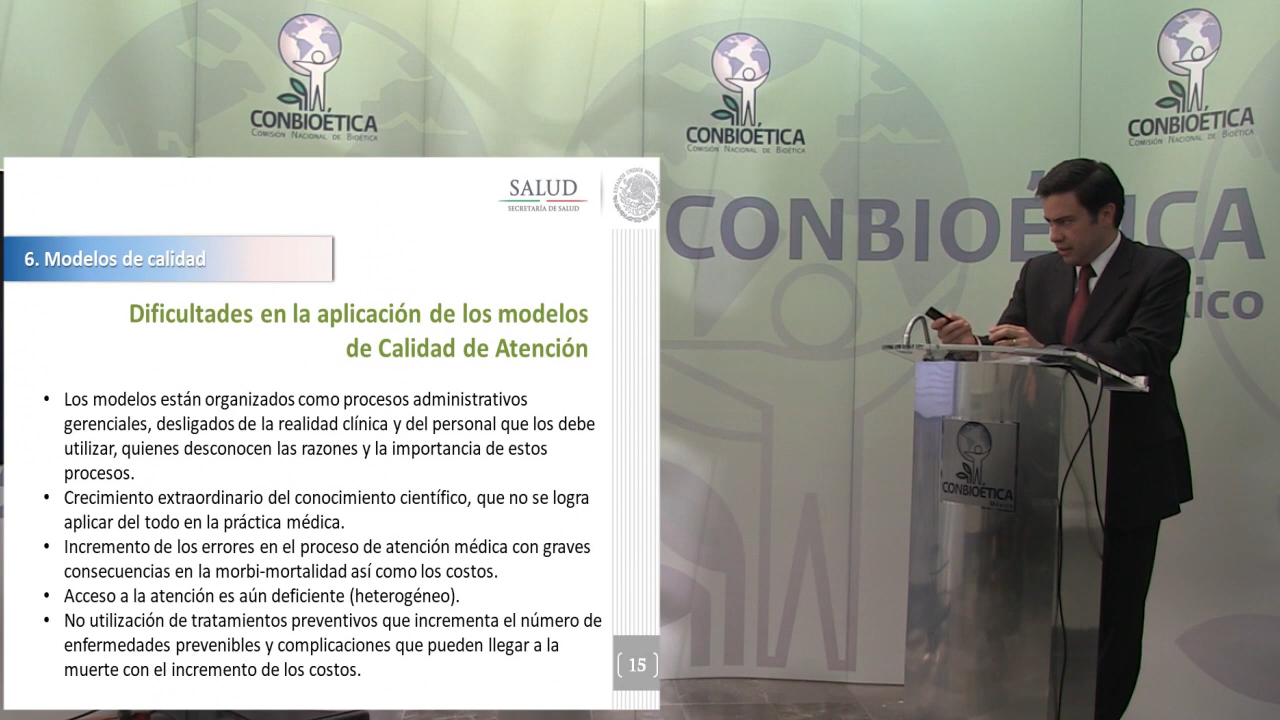 CONBIOÉTICA
COMISIÓN NACIONAL DE BIOÉTICA
CONBIOÉTICA
COMISIÓN NACIONAL DE BIOÉTICA
CONBIOÉTICA
COMISIÓN NACIONAL DE BIOÉTICA
SALUD
SECRETARÍA DE SALUD
6. Modelos de calidad
Dificultades en la aplicación de los modelos
de Calidad de Atención
• Los modelos están organizados como procesos administrativos
gerenciales, desligados de la realidad clínica y del personal que los debe
utilizar, quienes desconocen las razones y la importancia de estos
procesos.
• Crecimiento extraordinario del conocimiento científico, que no se logra
aplicar del todo en la práctica médica.
• Incremento de los errores en el proceso de atención médica con graves
consecuencias en la morbi-mortalidad así como los costos.
• Acceso a la atención es aún deficiente (heterogéneo).
• No utilización de tratamientos preventivos que incrementa el número de
enfermedades prevenibles y complicaciones que pueden llegar a la
muerte con el incremento de los costos.
15
CONBIOÉ CA
ico
CONBIOÉTICA
México